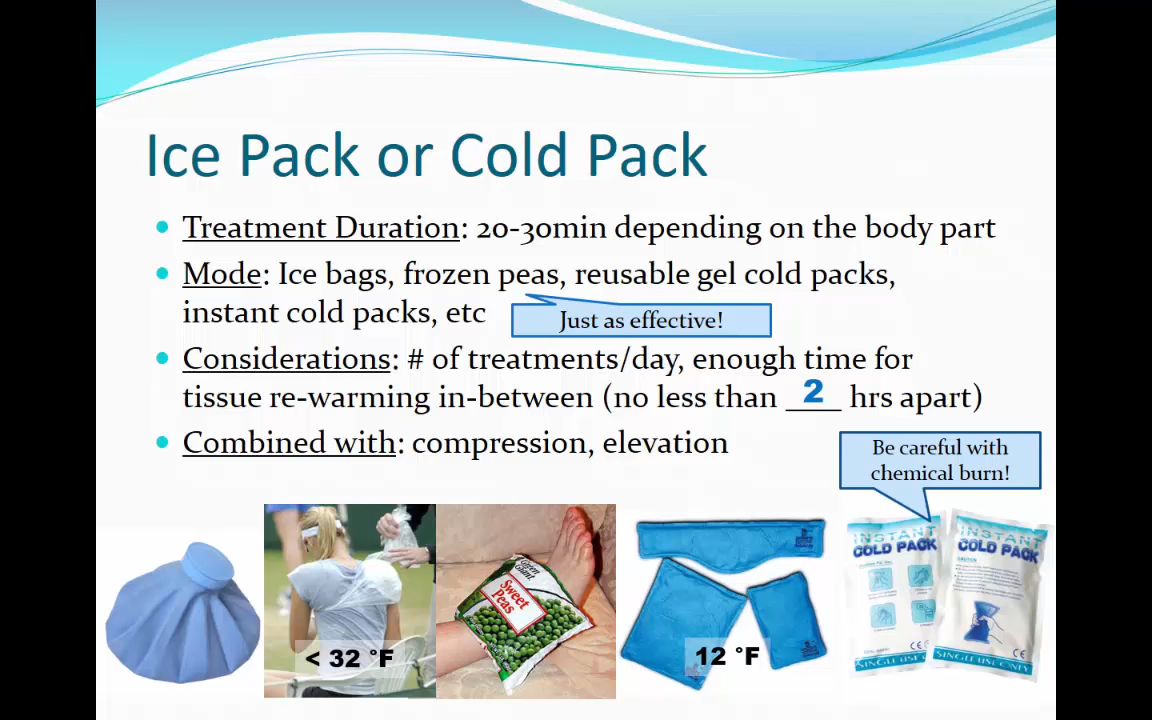 Ice Pack or Cold Pack
Treatment Duration: 20-30min depending on the body part
Mode: Ice bags, frozen peas, reusable gel cold packs,
instant cold packs, etc
Just as effective!
Considerations: # of treatments/day, enough time for
tissue re-warming in-between (no less than 2 hrs apart)
Combined with: compression, elevation
Be careful with
chemical burn!
< 32 °F
Green Giant
Sweet
Peas
12 °F
INSTANT
COLD PACK
SINGLE USE
INSTANT
COLD PACK
CAUTION
SINGLE USE ONLY